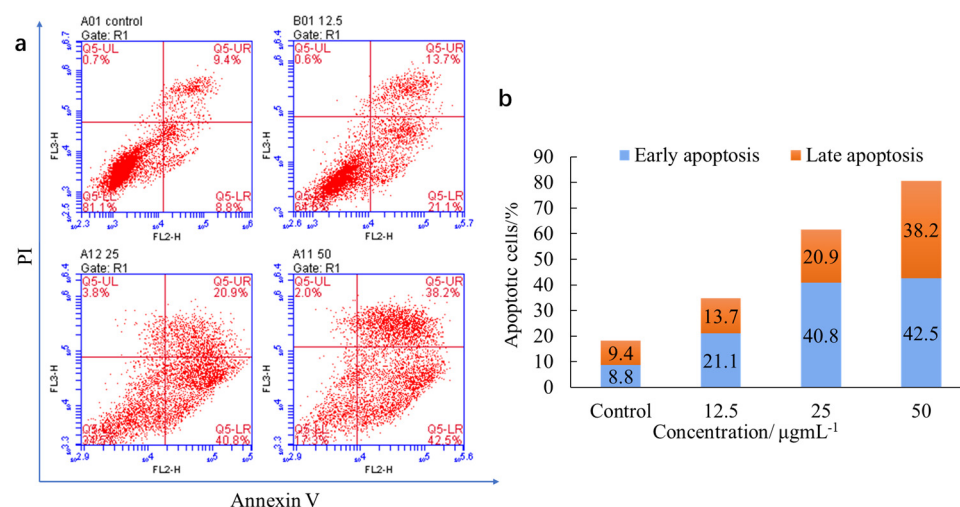 a
A01 control
Gate: R1
Q5-UL
0.7%
Q5-UR
9.4%
81.1%
Q5-LR
8.8%
FL3-H
FL2-H
B01 12.5
Gate: R1
Q5-UL
0.6%
Q5-UR
13.7%
Q5-LR
21.1%
FL3-H
FL2-H
A12 25
Gate: R1
Q5-UL
3.8%
Q5-UR
20.9%
40.8%
FL3-H
FL2-H
A11 50
Gate: R1
Q5-UL
2.0%
Q5-UR
38.2%
17.3%
Q5-LR
42.5%
FL3-H
FL2-H
PI
Annexin V
b
Early apoptosis
Late apoptosis
Apoptotic cells/%
90
80
70
60
50
40
30
20
10
0
9.4
8.8
13.7
21.1
20.9
40.8
38.2
42.5
Control
12.5
25
50
Concentration/ μgmL⁻¹